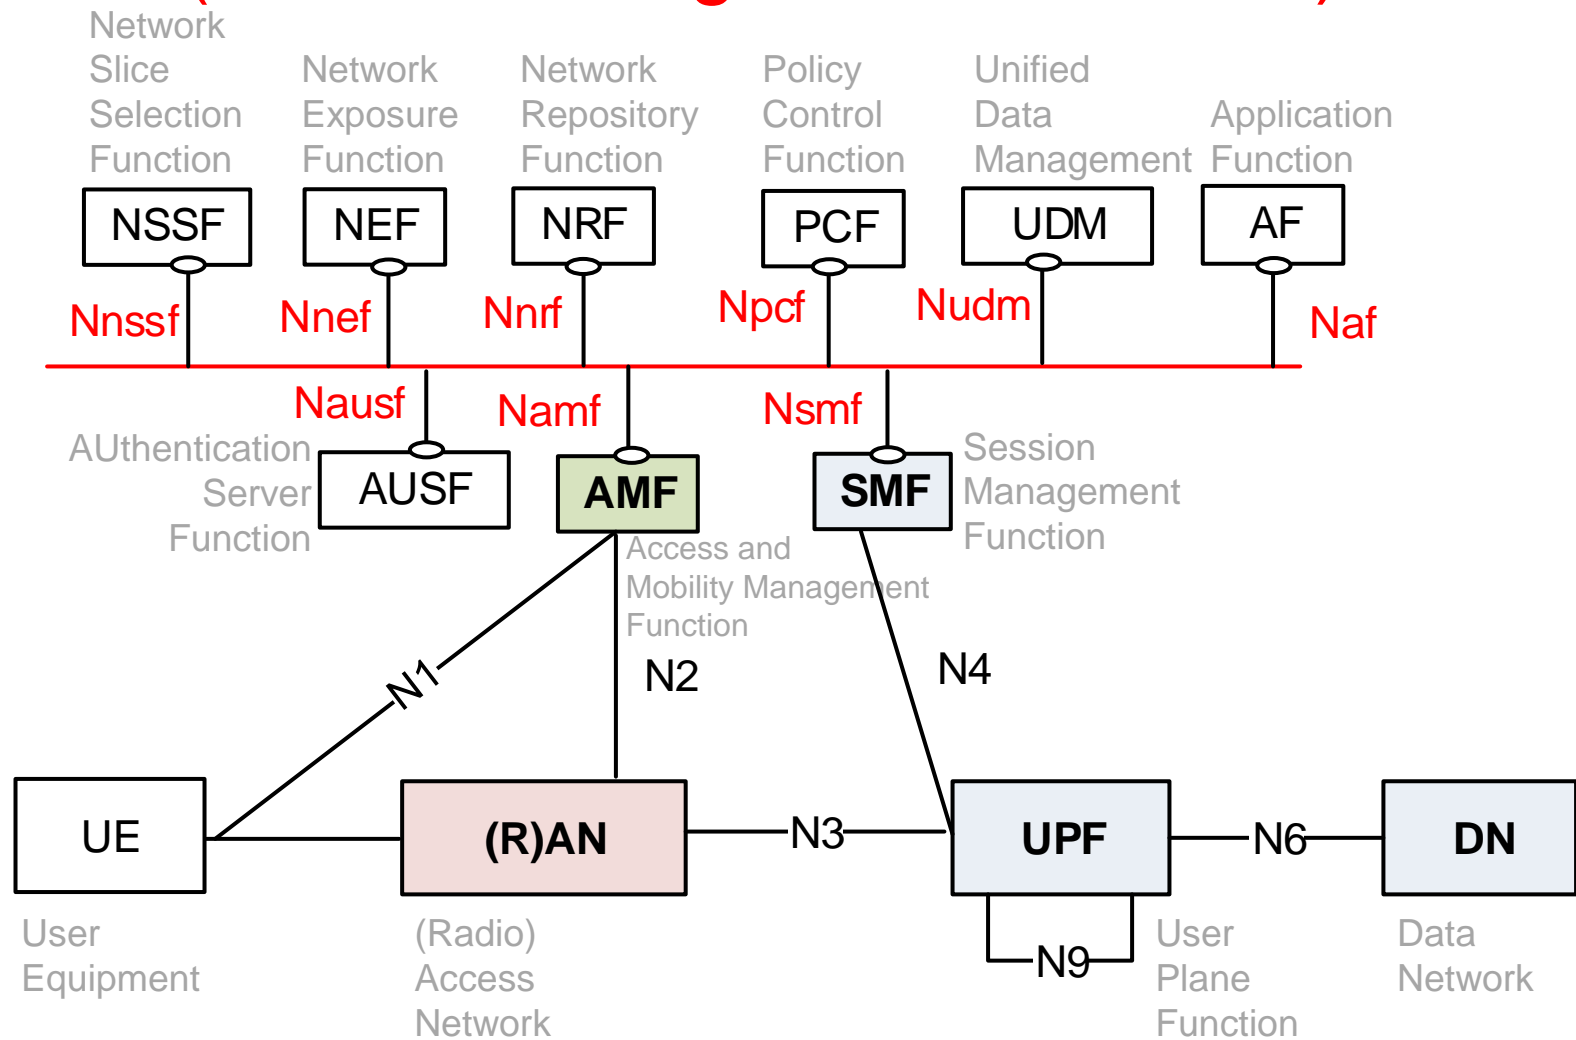 Network
Slice
Selection
Function
Network
Exposure
Function
Network
Repository
Function
Policy
Control
Function
Unified
Data
Management
Application
Function
NSSF
NEF
NRF
PCF
UDM
AF
Nnssf
Nnef
Nnrf
Npcf
Nudm
Naf
Nausf
Namf
Nsmf
AUthentication
Server
Function
AUSF
AMF
SMF
Session
Management
Function
Access and
Mobility Management
Function
N1
N2
N4
UE
(R)AN
N3
UPF
N6
DN
User
Equipment
(Radio)
Access
Network
N9
User
Plane
Function
Data
Network